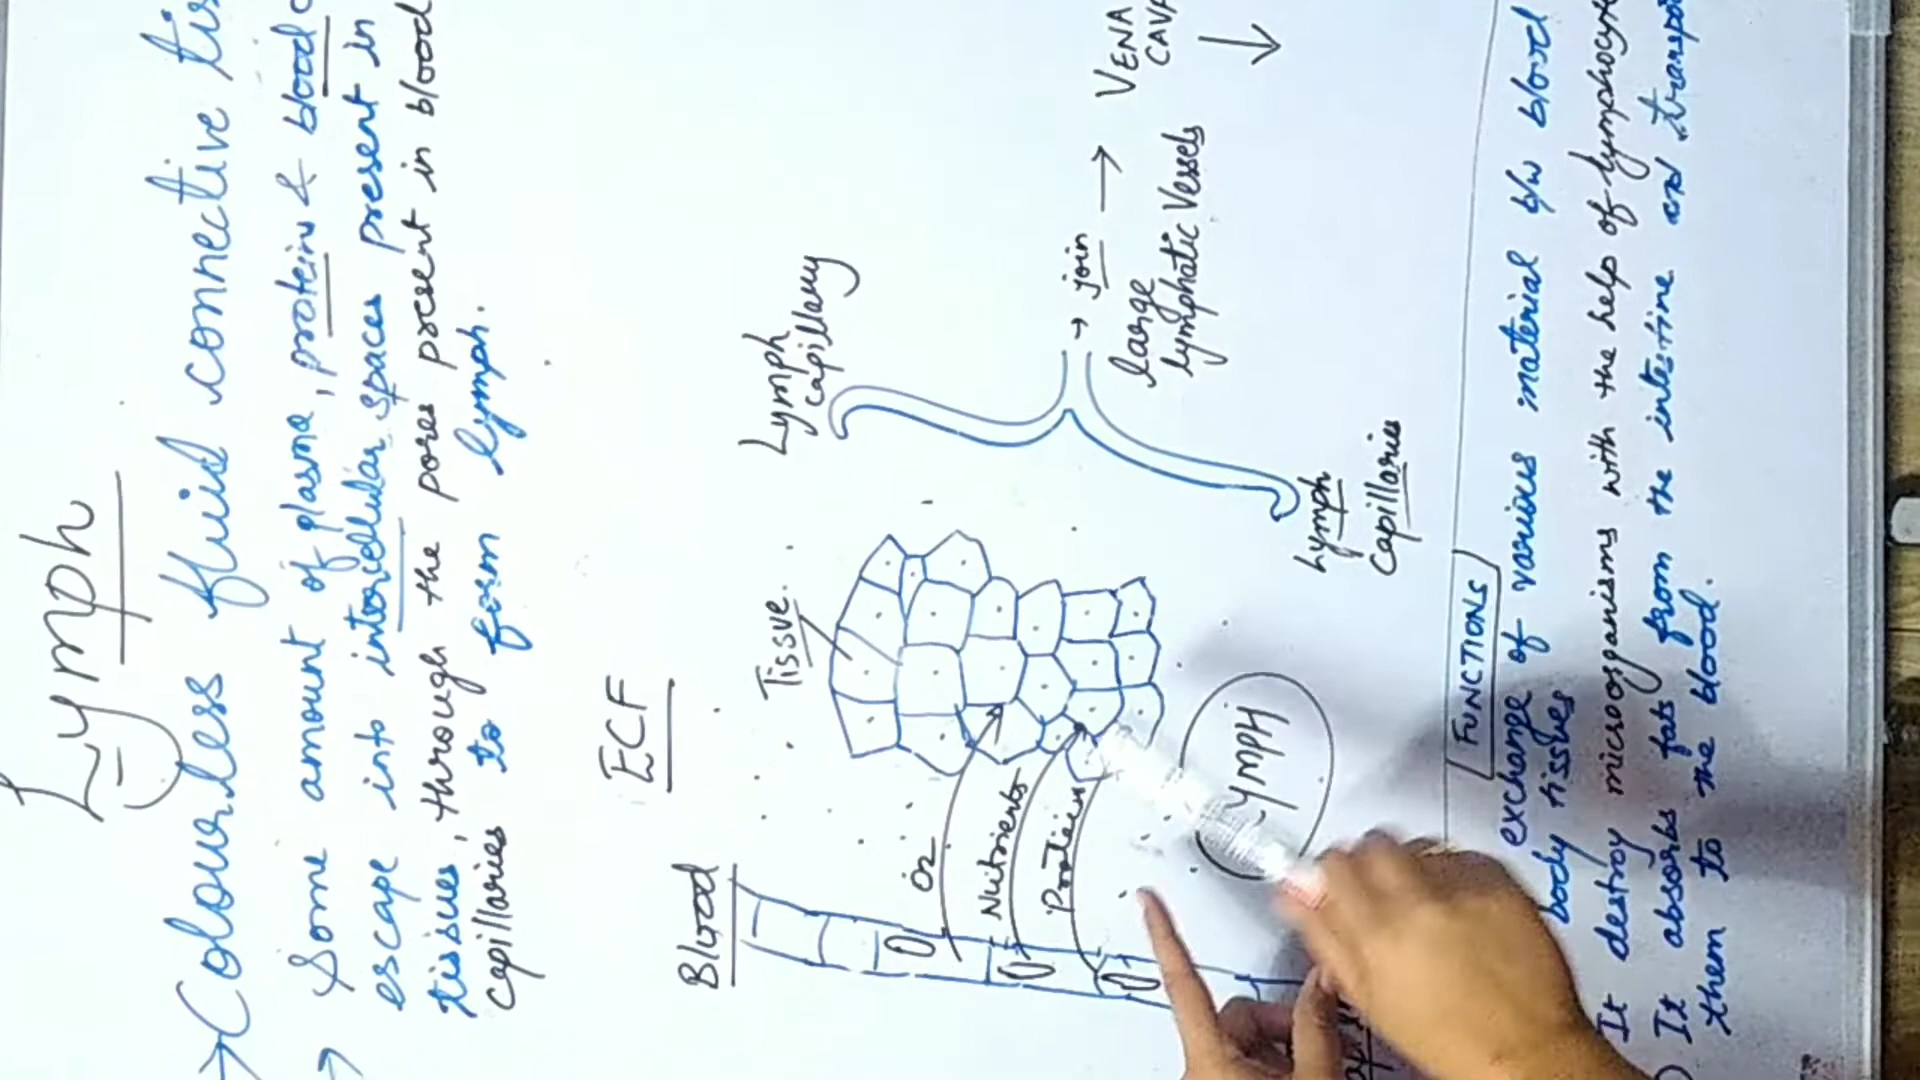 Lymph
→ Colourless fluid connective
→ Some amount of plasma, proteins & blood
escape into intercellular spaces present in
tissues, through the pores present in blood
capillaries to form lymph.
ECF
Blood
Tissue
Lymph
capillary
O2
Nutrients
Protein
→ join → VENA
CAVA
↓
large
lymphatic Vessels
LYMPH
Lymph
Capillaries
FUNCTIONS
exchange of various material b/w blood
body tissues
It destroy microorganisms with the help of
It absorbs fats from the intestine and
them to the blood.